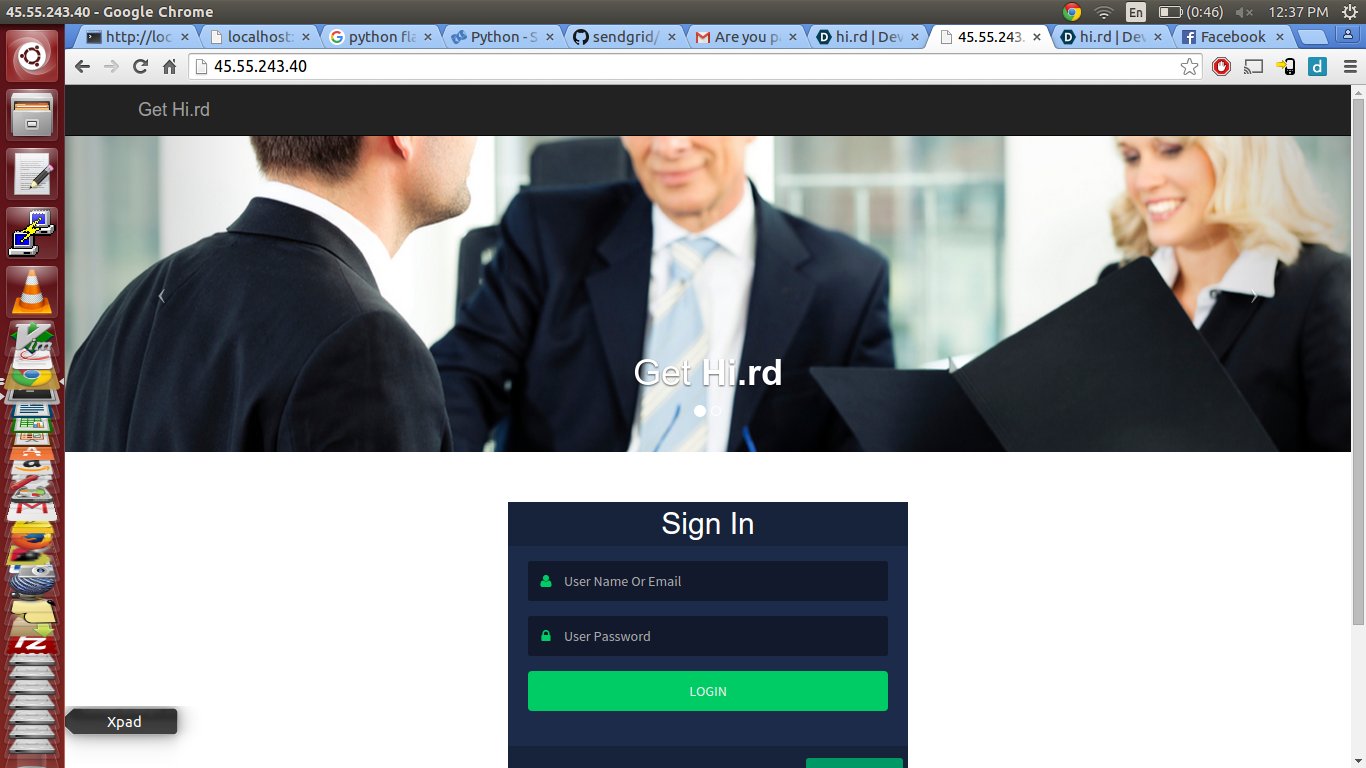 45.55.243.40 - Google Chrome
En
(0:46)
12:37 PM
http://loc
localhost:
python fla
Python - S
sendgrid/
Are you p
hi.rd | Dev
45.55.243.
hi.rd | Dev
Facebook
45.55.243.40
Get Hi.rd
Get Hi.rd
Sign In
User Name Or Email
User Password
LOGIN
Xpad